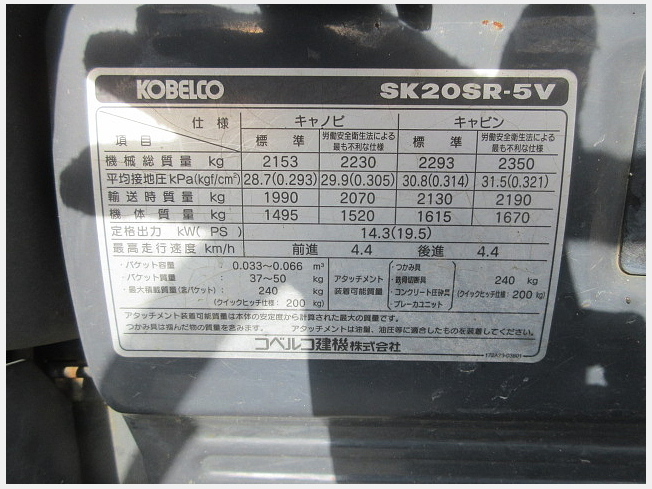 KOBELCO SK20SR-5V
仕様 キャノピ キャビン
項目 標準 労働安全衛生法による最も不利な仕様 標準 労働安全衛生法による最も不利な仕様
機械総質量 kg 2153 2230 2293 2350
平均接地圧 kPa(kgf/cm²) 28.7(0.293) 29.9(0.305) 30.8(0.314) 31.5(0.321)
輸送時質量 kg 1990 2070 2130 2190
機体質量 kg 1495 1520 1615 1670
定格出力 kW(PS) 14.3(19.5)
最高走行速度 km/h 前進 4.4 後進 4.4
・バケット容量 : 0.033~0.066 m³ ・つかみ具
・バケット質量 : 37~50 kg アタッチメント ・鉄骨切断具 240 kg
・最大積載質量(含バケット) : 240 kg 装着可能質量 ・コンクリート圧砕具 (クイックヒッチ仕様 200 kg)
(クイックヒッチ仕様: 200 kg) ・ブレーカユニット
アタッチメント装着可能質量は本体の安定度から計算された最大の質量です。
つかみ具は掴んだ物の質量を含みます。 アタッチメントは油量、油圧等に適合したものを装着してください。
コベルコ建機株式会社